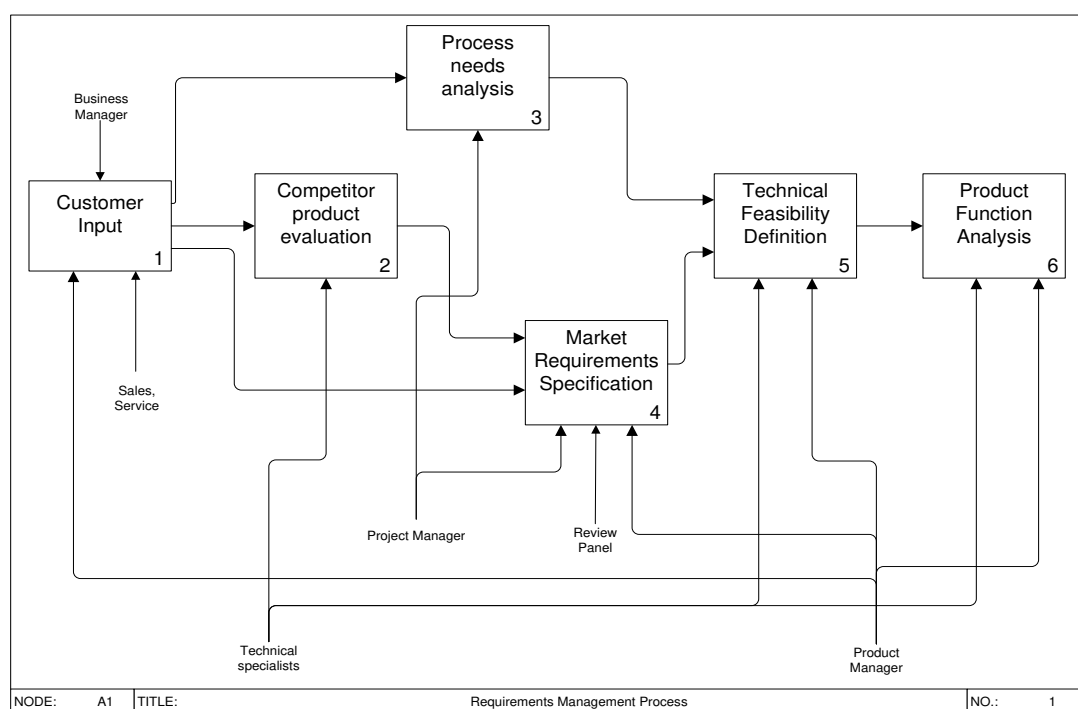 Process
needs
analysis
3
Business
Manager
Customer
Input
1
Competitor
product
evaluation
2
Technical
Feasibility
Definition
5
Product
Function
Analysis
6
Market
Requirements
Specification
4
Sales,
Service
Project Manager
Review
Panel
Technical
specialists
Product
Manager
NODE: A1 TITLE: Requirements Management Process NO.: 1